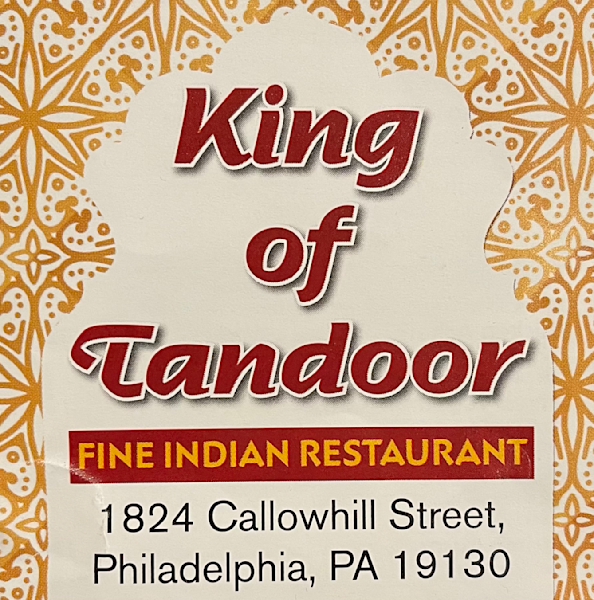 King
of
Tandoor
FINE INDIAN RESTAURANT
1824 Callowhill Street,
Philadelphia, PA 19130